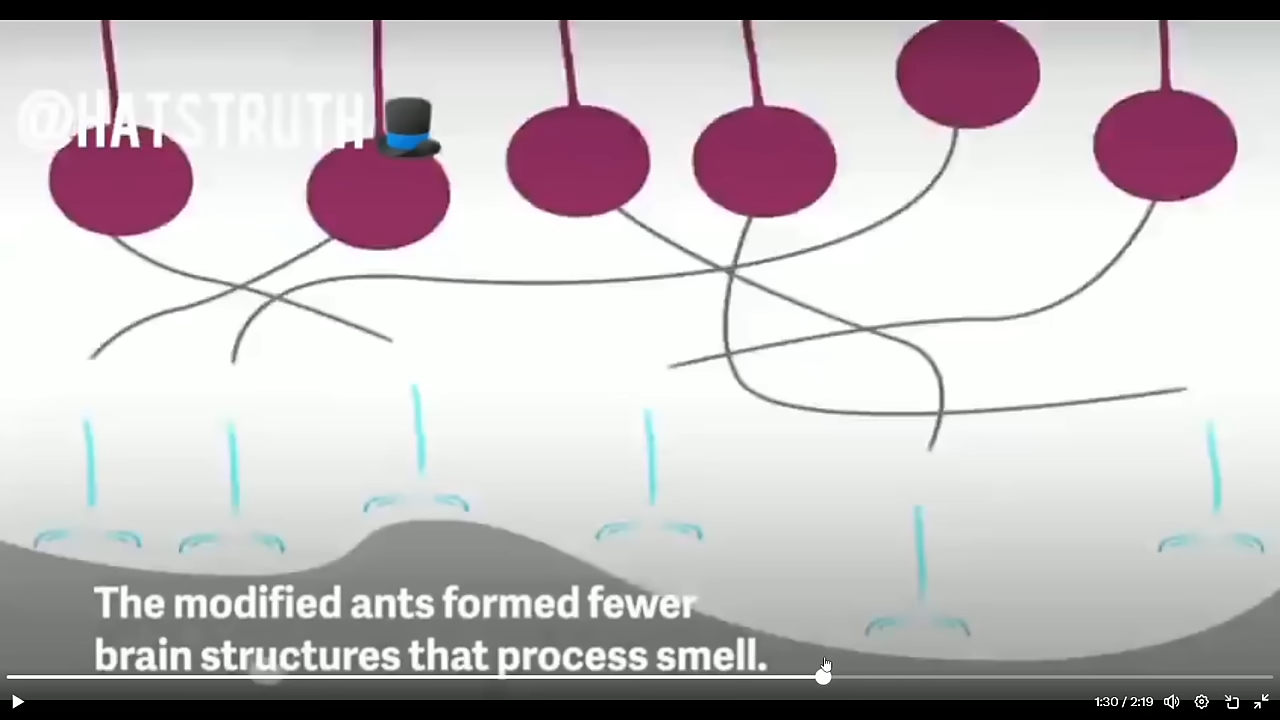 @HATSTRUTH
The modified ants formed fewer
brain structures that process smell.
1:30 / 2:19